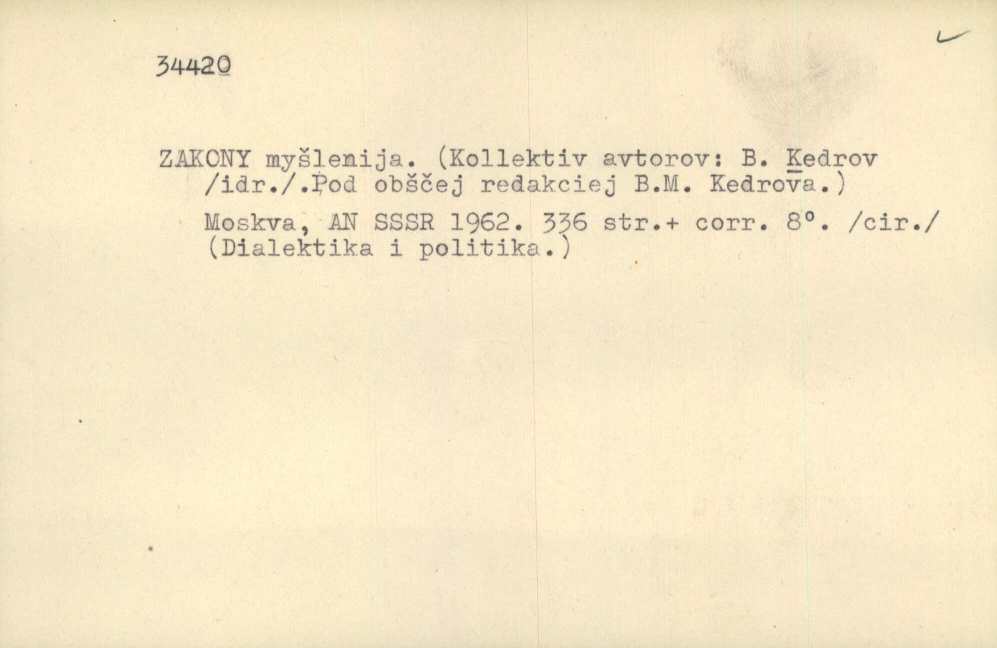 34420
ZAKONY myšlenija. (Kollektiv avtorov: B. Kedrov
/idr./.Pod obščej redakciej B.M. Kedrova.)
Moskva, AN SSSR 1962. 336 str.+ corr. 8°. /cir./
(Dialektika i politika.)